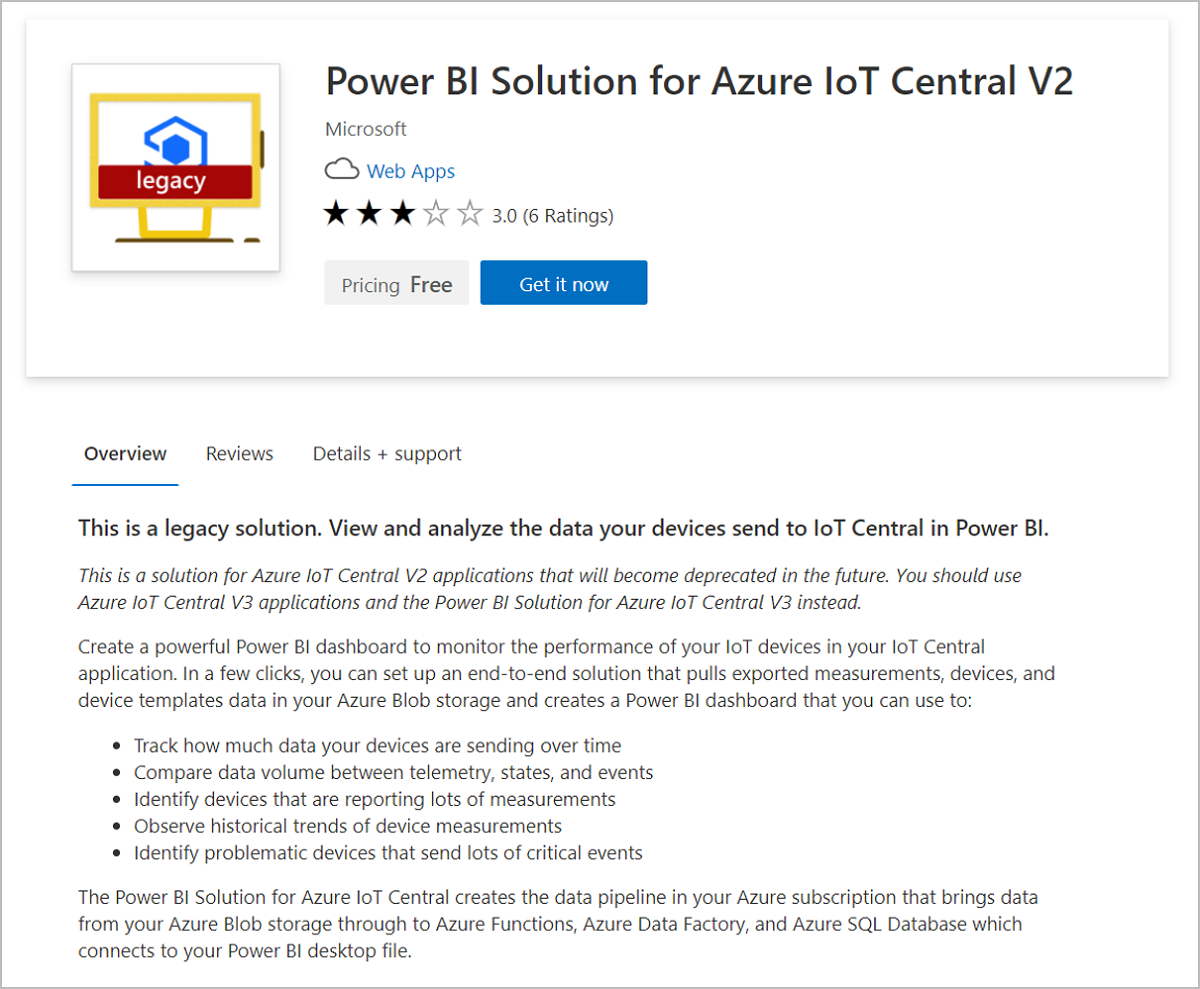 Power BI Solution for Azure IoT Central V2
Microsoft
legacy
Web Apps
3.0 (6 Ratings)
Pricing Free
Get it now
Overview Reviews Details + support
This is a legacy solution. View and analyze the data your devices send to IoT Central in Power BI.
This is a solution for Azure IoT Central V2 applications that will become deprecated in the future. You should use
Azure IoT Central V3 applications and the Power BI Solution for Azure IoT Central V3 instead.
Create a powerful Power BI dashboard to monitor the performance of your IoT devices in your IoT Central
application. In a few clicks, you can set up an end-to-end solution that pulls exported measurements, devices, and
device templates data in your Azure Blob storage and creates a Power BI dashboard that you can use to:
• Track how much data your devices are sending over time
• Compare data volume between telemetry, states, and events
• Identify devices that are reporting lots of measurements
• Observe historical trends of device measurements
• Identify problematic devices that send lots of critical events
The Power BI Solution for Azure IoT Central creates the data pipeline in your Azure subscription that brings data
from your Azure Blob storage through to Azure Functions, Azure Data Factory, and Azure SQL Database which
connects to your Power BI desktop file.